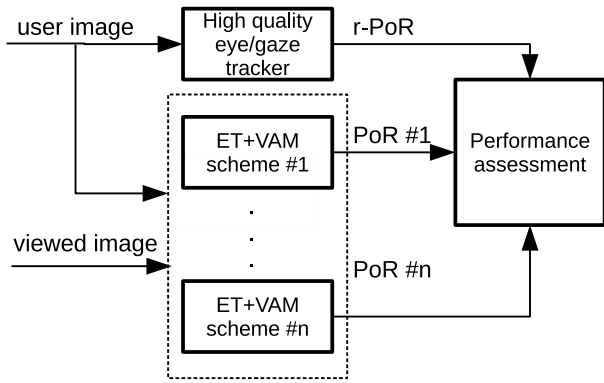 user image
High quality
eye/gaze
tracker
r-PoR
ET+VAM
scheme #1
PoR #1
Performance
assessment
viewed image
PoR #n
ET+VAM
scheme #n